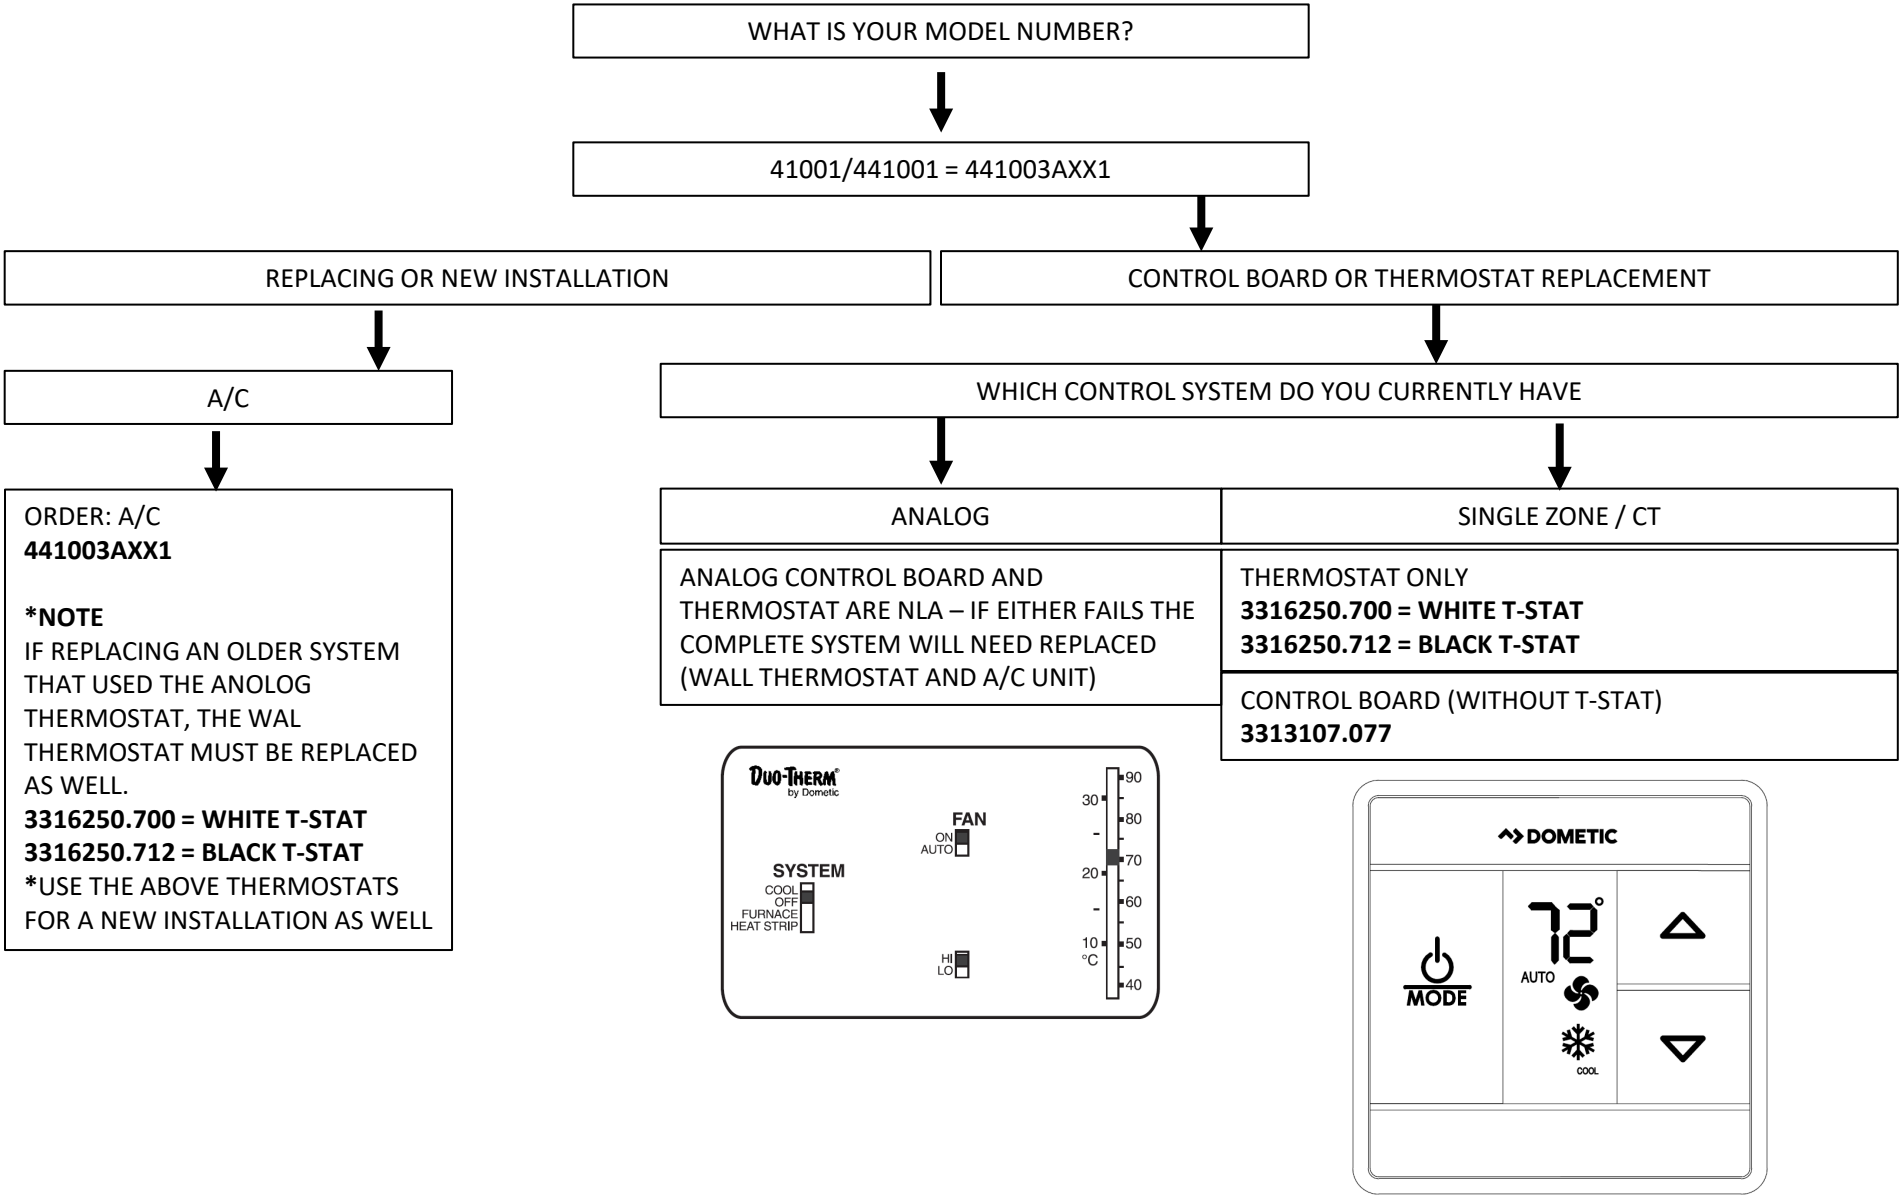 WHAT IS YOUR MODEL NUMBER?
41001/441001 = 441003AXX1
REPLACING OR NEW INSTALLATION
CONTROL BOARD OR THERMOSTAT REPLACEMENT
A/C
WHICH CONTROL SYSTEM DO YOU CURRENTLY HAVE
ORDER: A/C
441003AXX1
*NOTE
IF REPLACING AN OLDER SYSTEM
THAT USED THE ANOLOG
THERMOSTAT, THE WAL
THERMOSTAT MUST BE REPLACED
AS WELL.
3316250.700 = WHITE T-STAT
3316250.712 = BLACK T-STAT
*USE THE ABOVE THERMOSTATS
FOR A NEW INSTALLATION AS WELL
ANALOG
ANALOG CONTROL BOARD AND
THERMOSTAT ARE NLA – IF EITHER FAILS THE
COMPLETE SYSTEM WILL NEED REPLACED
(WALL THERMOSTAT AND A/C UNIT)
SINGLE ZONE / CT
THERMOSTAT ONLY
3316250.700 = WHITE T-STAT
3316250.712 = BLACK T-STAT
CONTROL BOARD (WITHOUT T-STAT)
3313107.077
DUO-THERM®
by Dometic
FAN
ON
AUTO
SYSTEM
COOL
OFF
FURNACE
HEAT STRIP
HI
LO
30
20
10
°C
90
80
70
60
50
40
DOMETIC
72°
AUTO
MODE
COOL